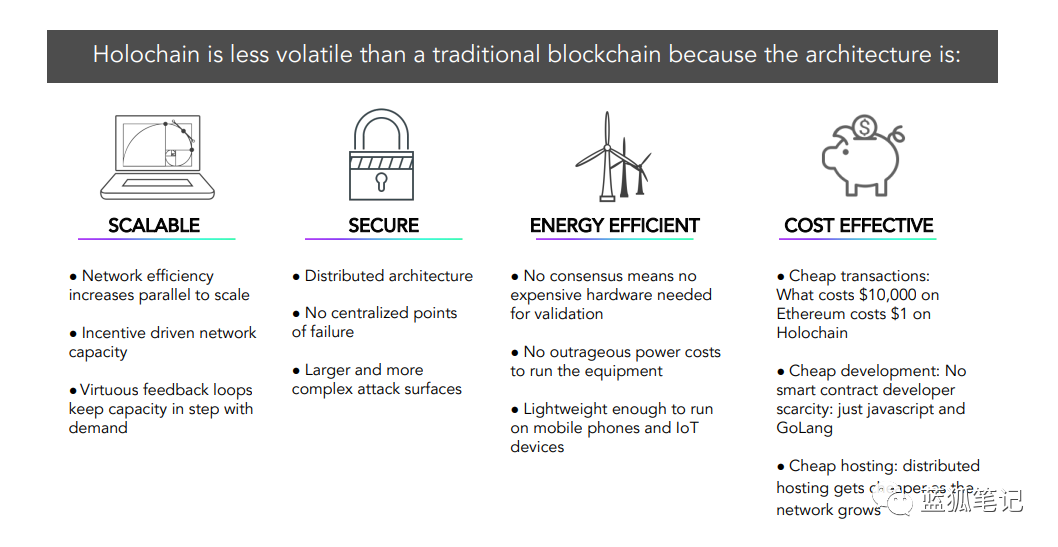 Holochain is less volatile than a traditional blockchain because the architecture is:
$
SCALABLE
● Network efficiency
increases parallel to scale
● Incentive driven network
capacity
● Virtuous feedback loops
keep capacity in step with
demand
SECURE
● Distributed architecture
● No centralized points
of failure
● Larger and more
complex attack surfaces
ENERGY EFFICIENT
● No consensus means no
expensive hardware needed
for validation
● No outrageous power costs
to run the equipment
● Lightweight enough to run
on mobile phones and IoT
devices
COST EFFECTIVE
● Cheap transactions:
What costs $10,000 on
Ethereum costs $1 on
Holochain
● Cheap development: No
smart contract developer
scarcity: just javascript and
GoLang
● Cheap hosting: distributed
hosting gets cheaper as the
network grows
蓝狐笔记